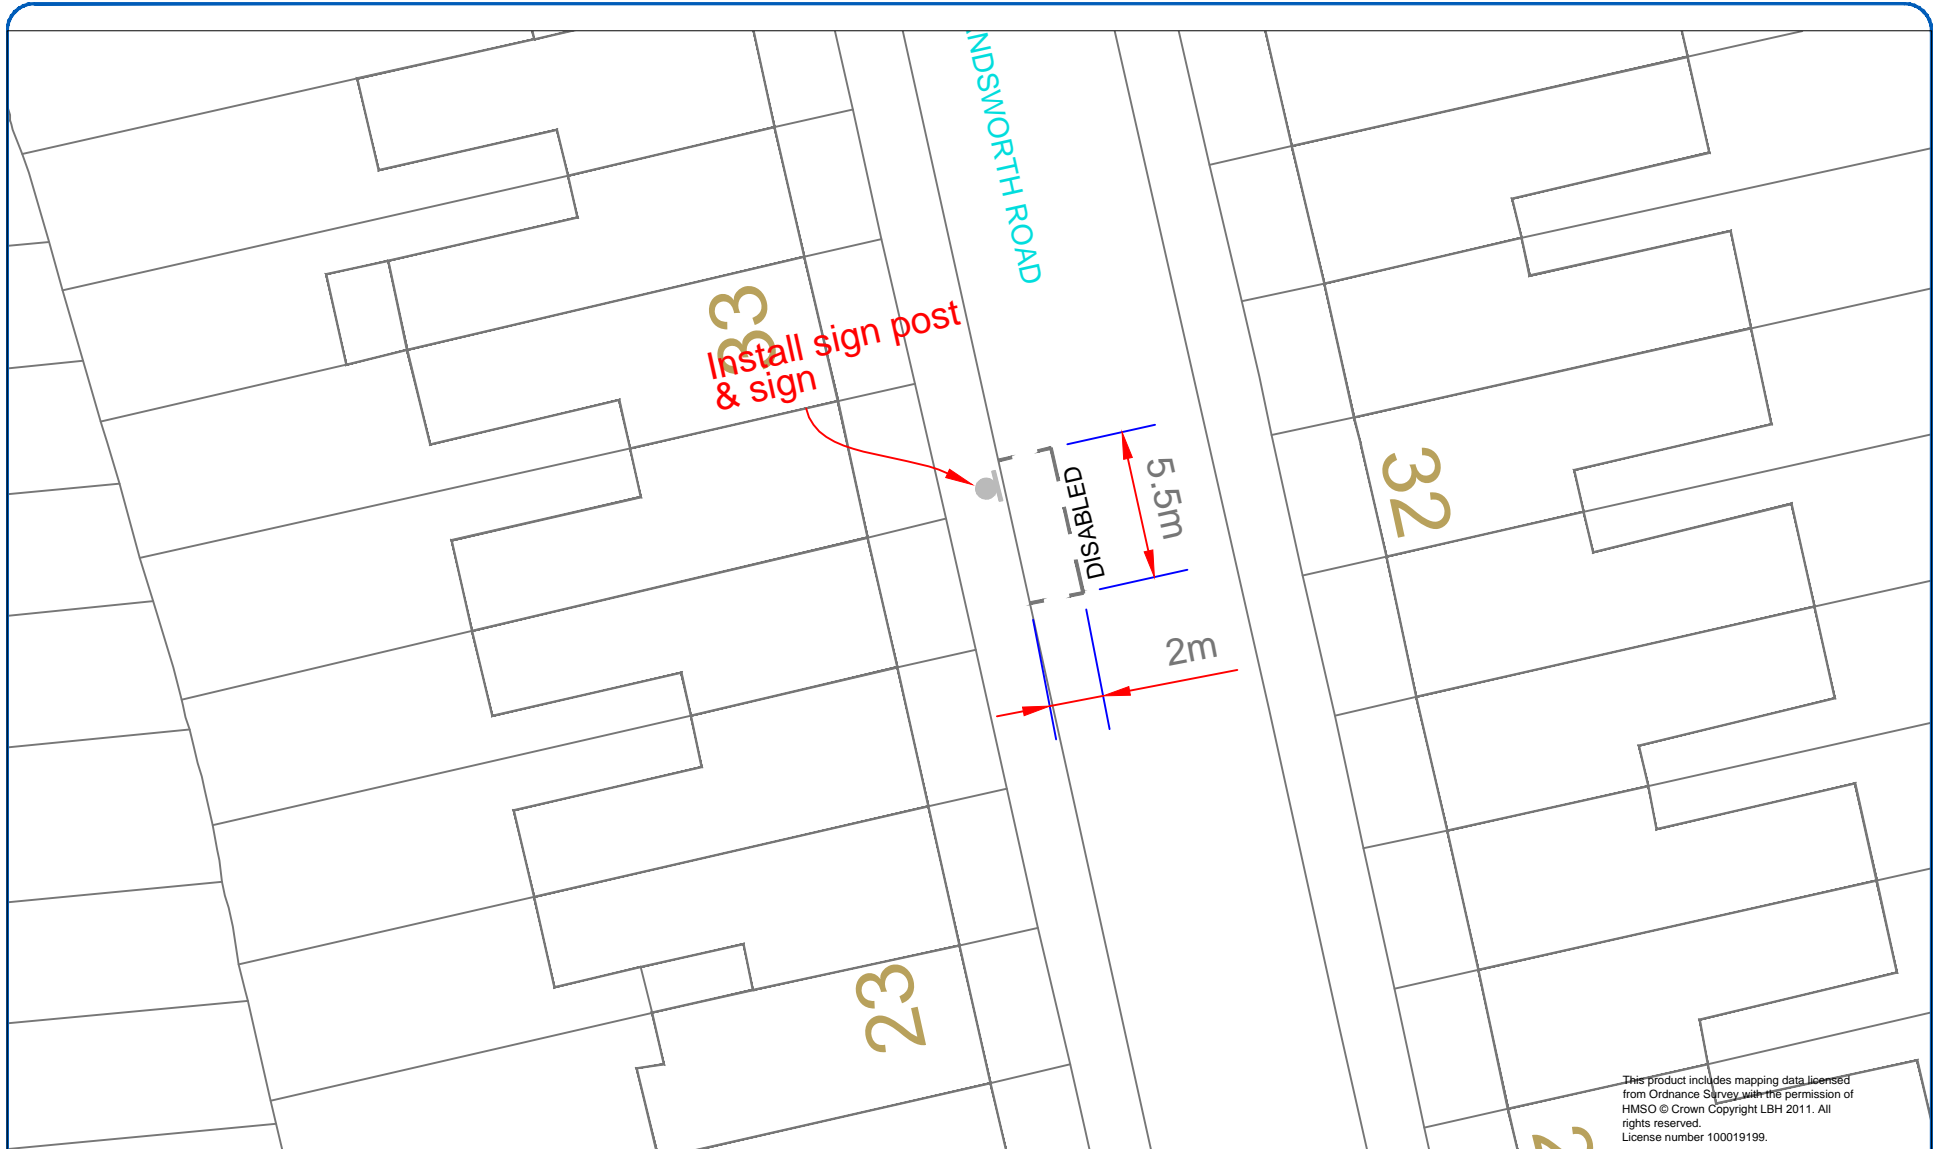 NDSWORTH ROAD
33
Install sign post
& sign
DISABLED
5.5m
32
2m
23
This product includes mapping data licensed
from Ordnance Survey with the permission of
HMSO © Crown Copyright LBH 2011. All
rights reserved.
License number 100019199.